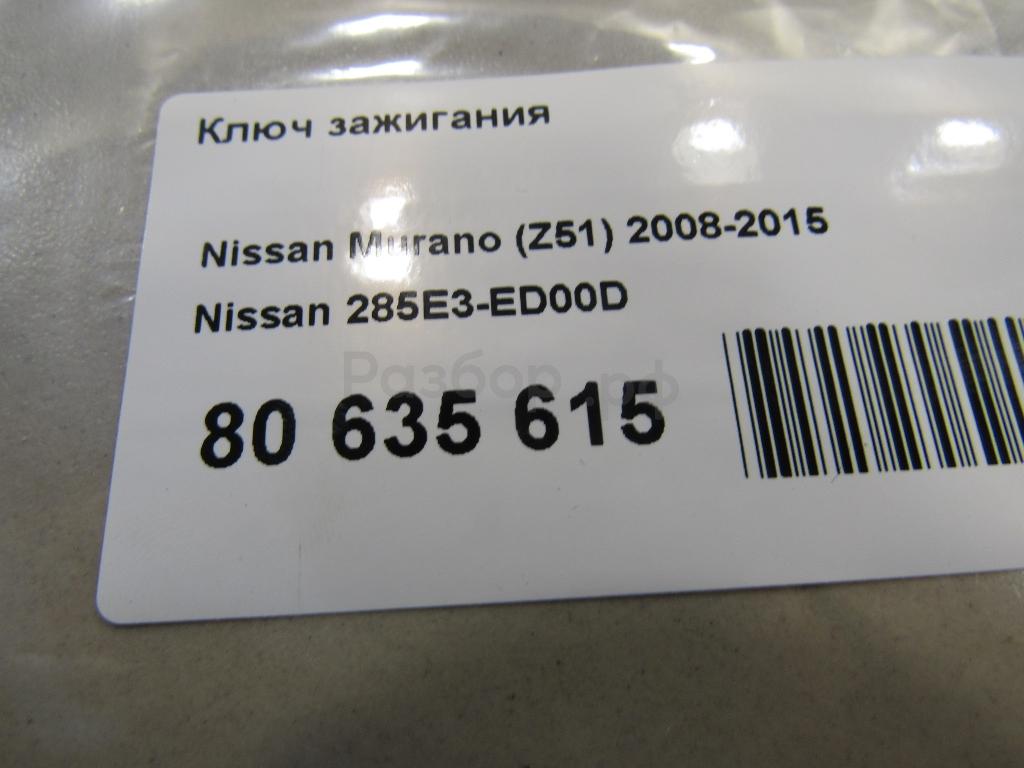 Ключ зажигания
Nissan Murano (Z51) 2008-2015
Nissan 285E3-ED00D
Разбор.рф
80 635 615